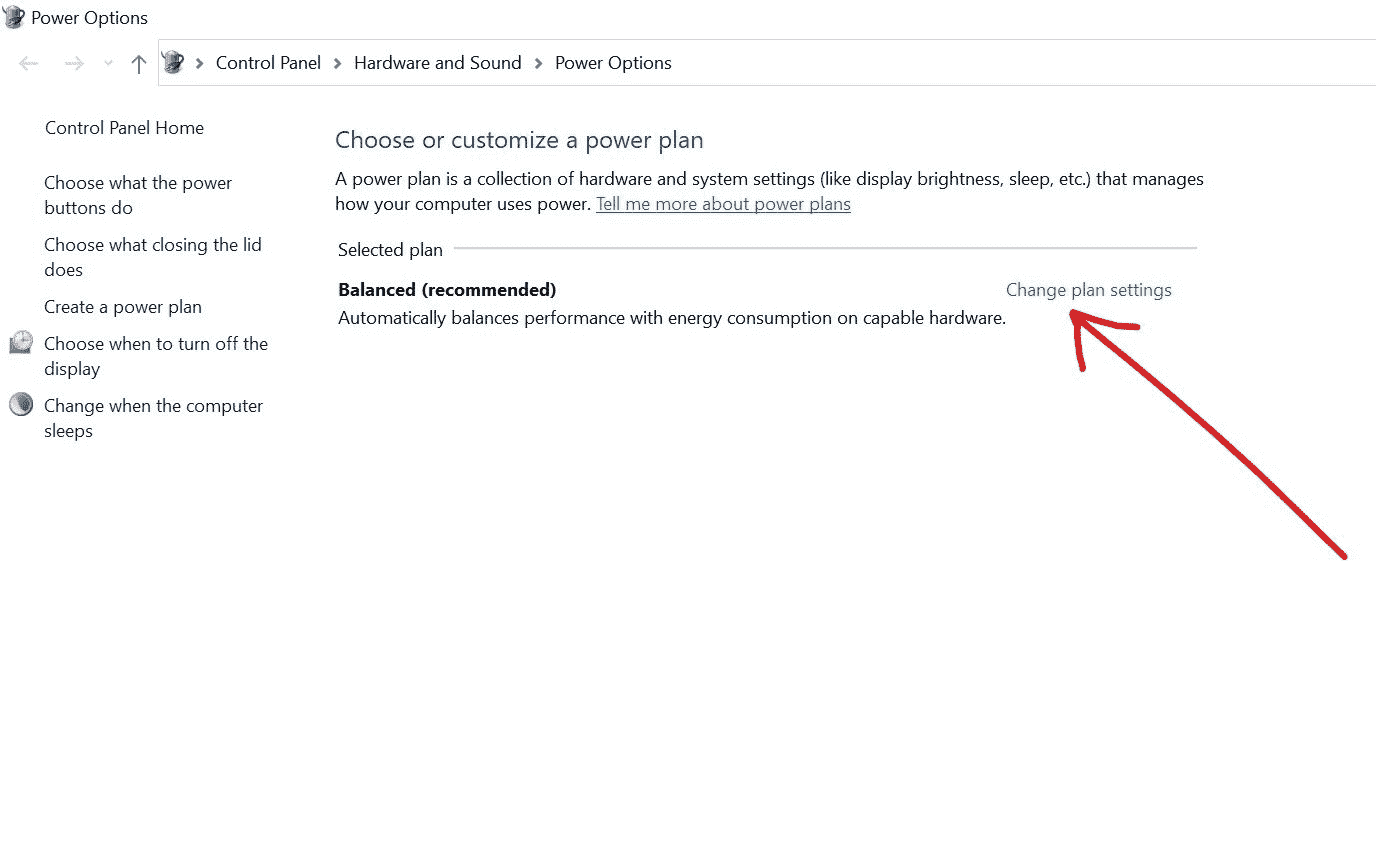 Power Options
Control Panel > Hardware and Sound > Power Options
Control Panel Home
Choose what the power
buttons do
Choose what closing the lid
does
Create a power plan
Choose when to turn off the
display
Change when the computer
sleeps
Choose or customize a power plan
A power plan is a collection of hardware and system settings (like display brightness, sleep, etc.) that manages
how your computer uses power. Tell me more about power plans
Selected plan
Balanced (recommended)
Change plan settings
Automatically balances performance with energy consumption on capable hardware.